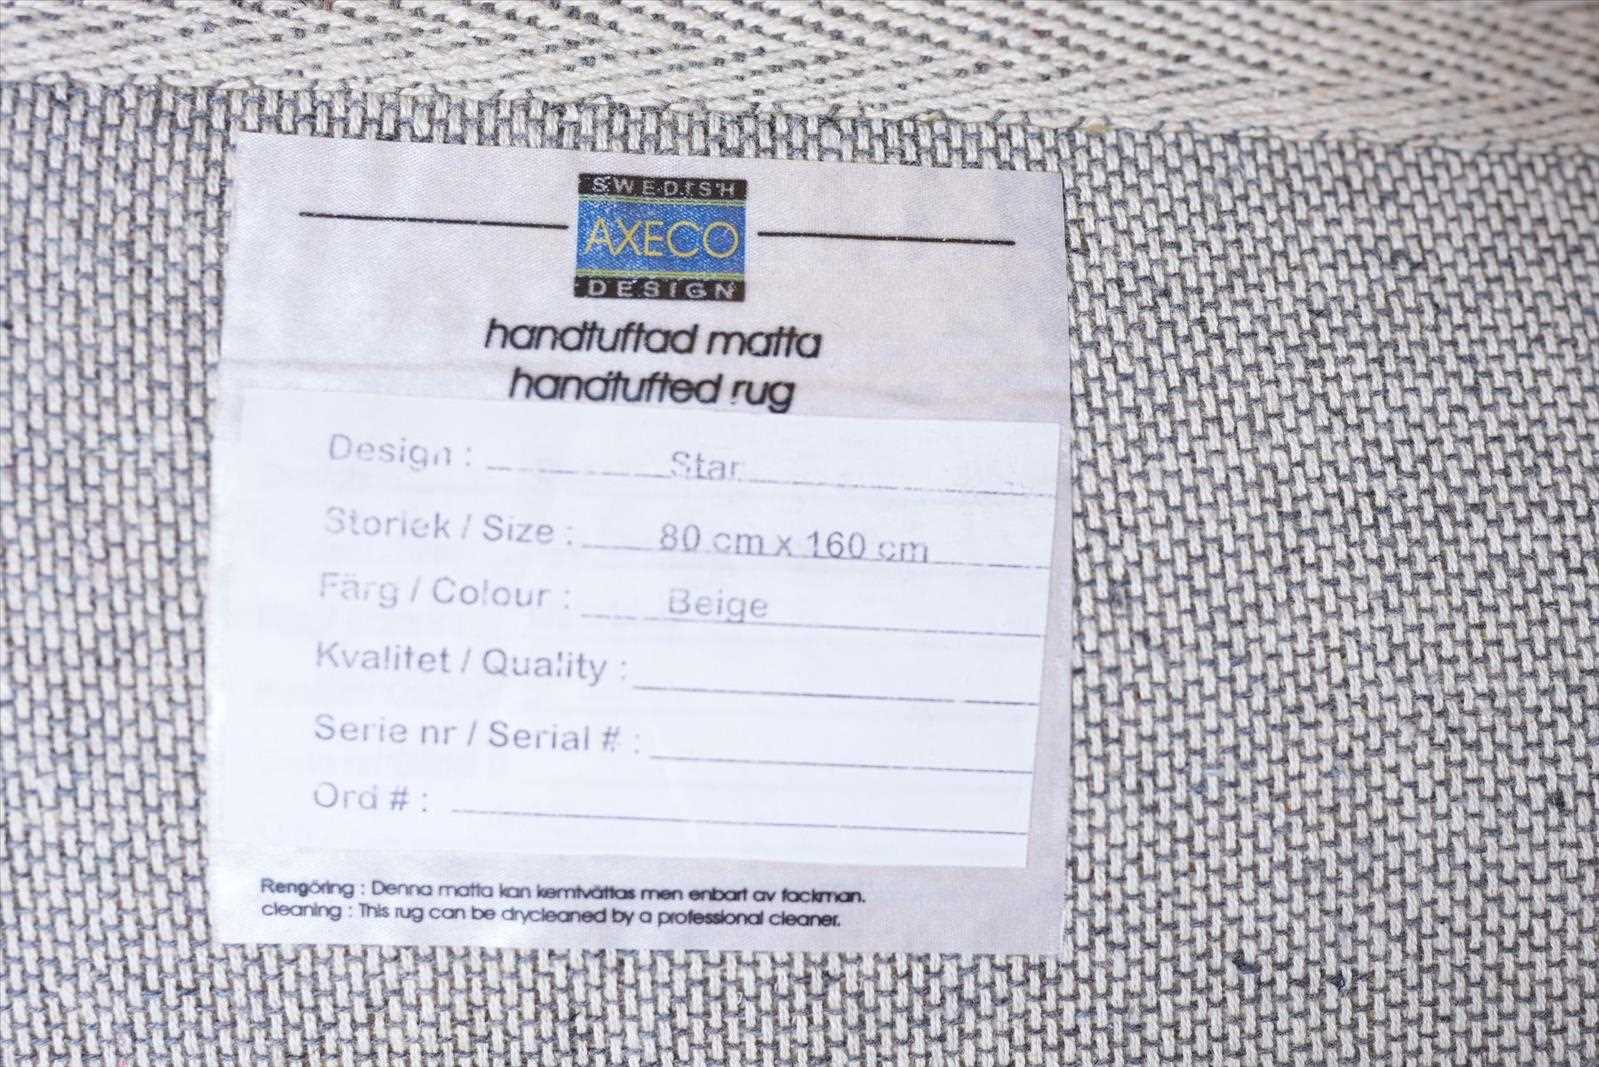 SWEDISH
AXECO
DESIGN
handtuftad matta
handtufted rug
Design : Star
Storlek / Size : 80 cm x 160 cm
Färg / Colour : Beige
Kvalitet / Quality :
Serie nr / Serial # :
Ord # :
Rengöring : Denna matta kan kemtvättas men enbart av fackman.
cleaning : This rug can be drycleaned by a professional cleaner.